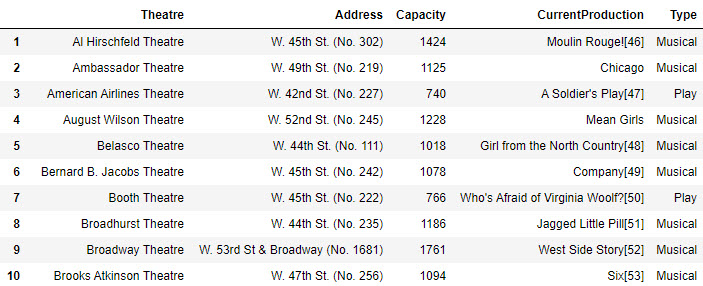 Theatre Address Capacity CurrentProduction Type
1 Al Hirschfeld Theatre W. 45th St. (No. 302) 1424 Moulin Rouge![46] Musical
2 Ambassador Theatre W. 49th St. (No. 219) 1125 Chicago Musical
3 American Airlines Theatre W. 42nd St. (No. 227) 740 A Soldier's Play[47] Play
4 August Wilson Theatre W. 52nd St. (No. 245) 1228 Mean Girls Musical
5 Belasco Theatre W. 44th St. (No. 111) 1018 Girl from the North Country[48] Musical
6 Bernard B. Jacobs Theatre W. 45th St. (No. 242) 1078 Company[49] Musical
7 Booth Theatre W. 45th St. (No. 222) 766 Who's Afraid of Virginia Woolf?[50] Play
8 Broadhurst Theatre W. 44th St. (No. 235) 1186 Jagged Little Pill[51] Musical
9 Broadway Theatre W. 53rd St & Broadway (No. 1681) 1761 West Side Story[52] Musical
10 Brooks Atkinson Theatre W. 47th St. (No. 256) 1094 Six[53] Musical